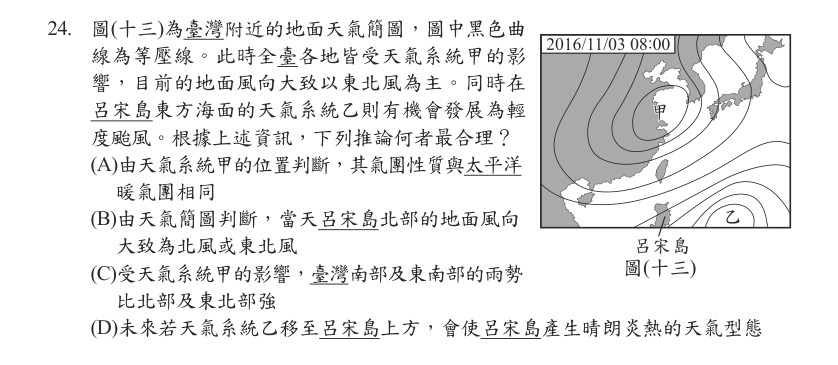 24. 圖(十三)為臺灣附近的地面天氣簡圖，圖中黑色曲
線為等壓線。此時全臺各地皆受天氣系統甲的影
響，目前的地面風向大致以東北風為主。同時在
呂宋島東方海面的天氣系統乙則有機會發展為輕
度颱風。根據上述資訊，下列推論何者最合理？
(A)由天氣系統甲的位置判斷，其氣團性質與太平洋
暖氣團相同
(B)由天氣簡圖判斷，當天呂宋島北部的地面風向
大致為北風或東北風
(C)受天氣系統甲的影響，臺灣南部及東南部的雨勢
比北部及東北部強
(D)未來若天氣系統乙移至呂宋島上方，會使呂宋島產生晴朗炎熱的天氣型態
2016/11/03 08:00
甲
乙
呂宋島
圖(十三)